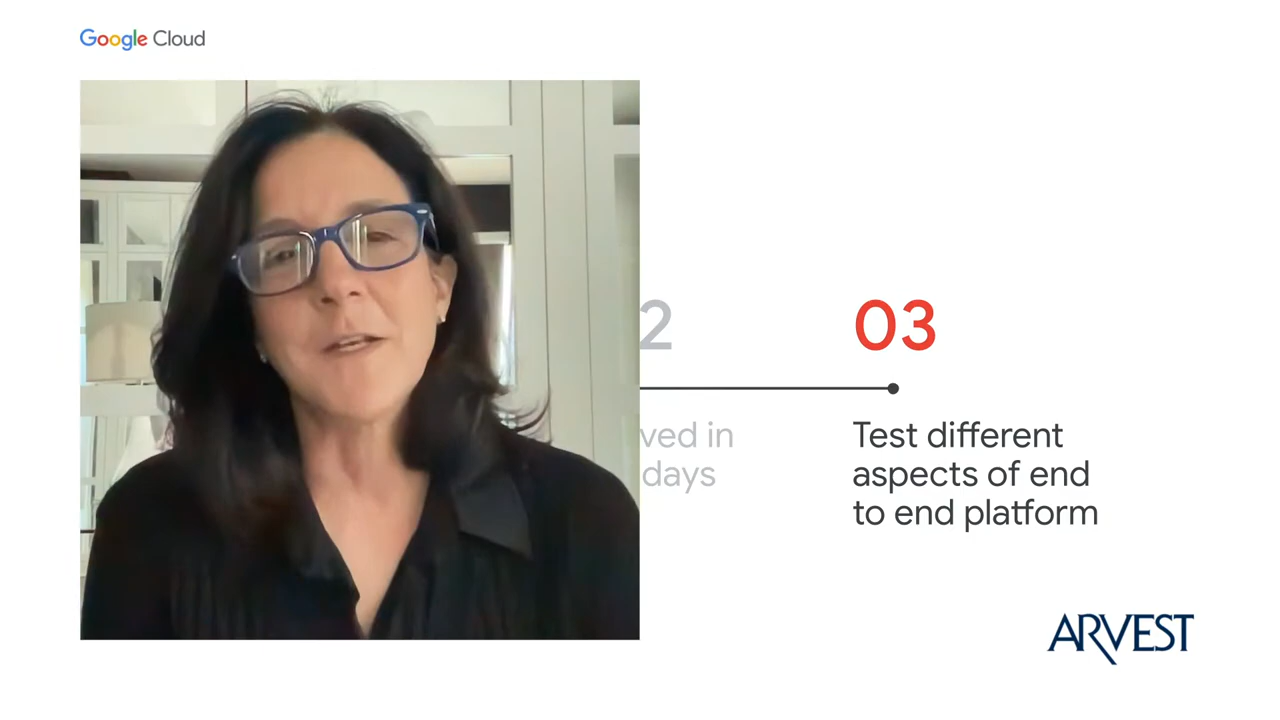 Google Cloud
2
03
ved in
days
Test different
aspects of end
to end platform
ARVEST